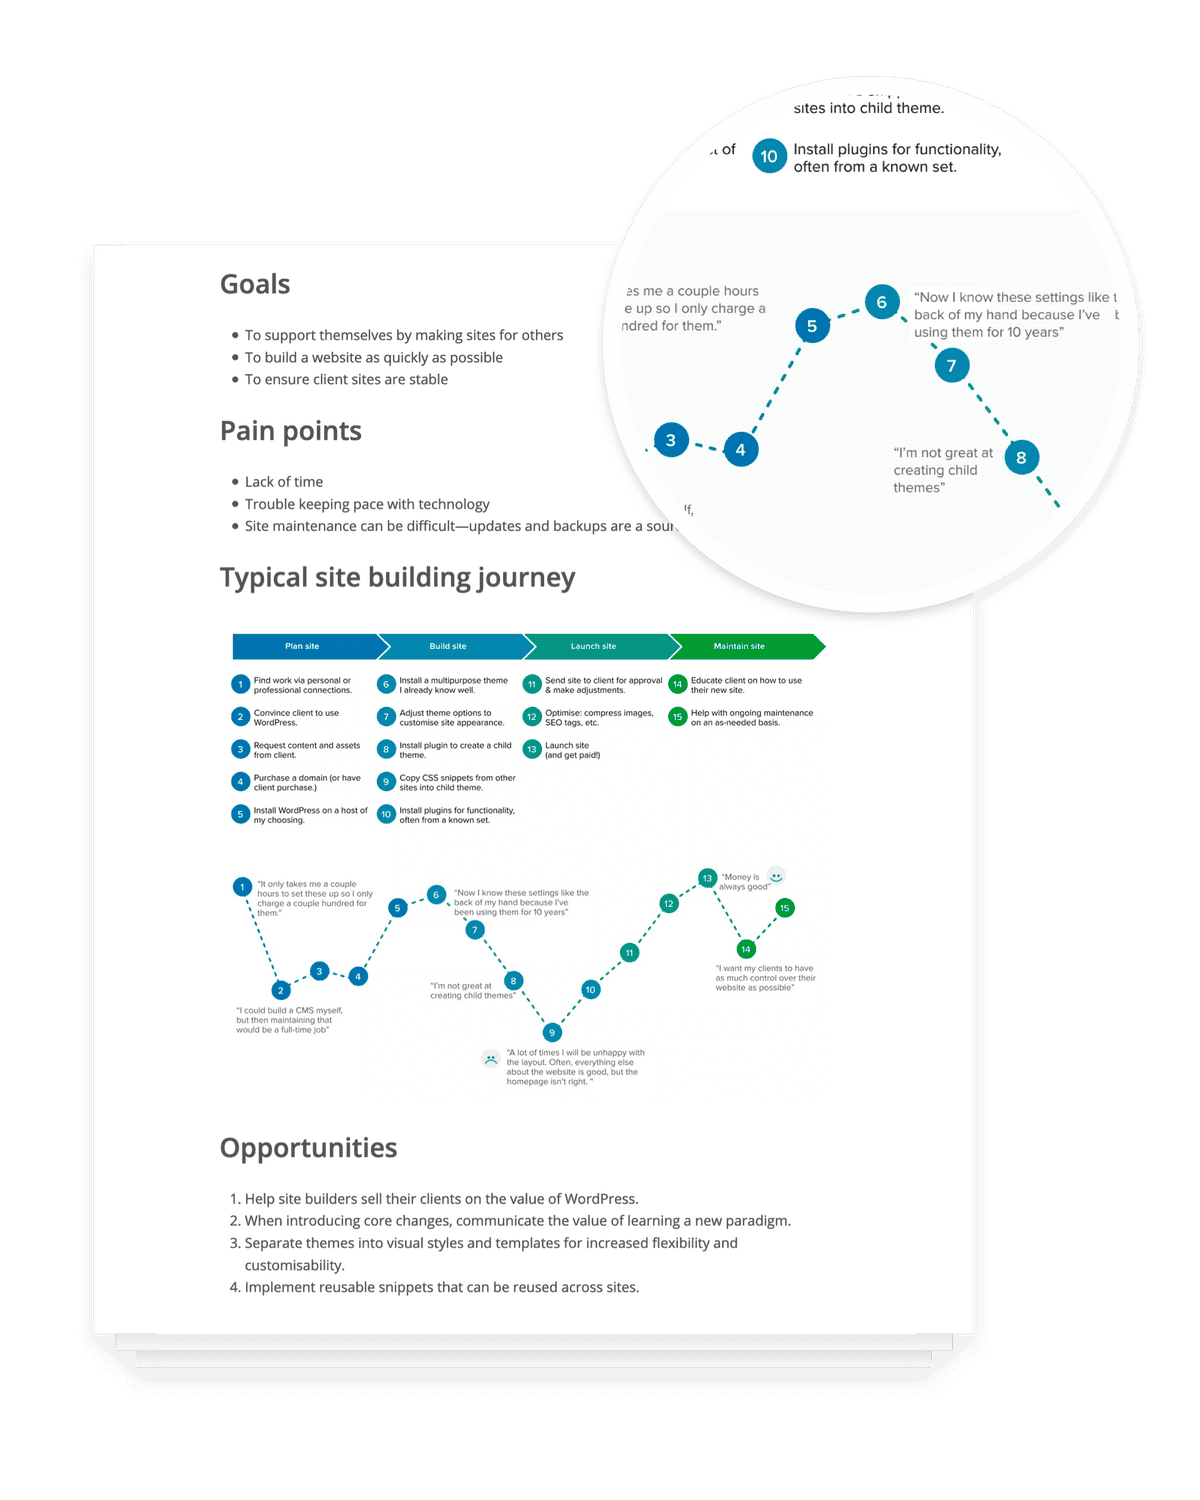 sites into child theme.
of
10 Install plugins for functionality,
often from a known set.
es me a couple hours
e up so I only charge a
ndred for them.”
5
6
“Now I know these settings like t
back of my hand because I’ve b
using them for 10 years”
7
3
4
“I’m not great at
creating child
themes”
8
lf,
Goals
• To support themselves by making sites for others
• To build a website as quickly as possible
• To ensure client sites are stable
Pain points
• Lack of time
• Trouble keeping pace with technology
• Site maintenance can be difficult—updates and backups are a sour
Typical site building journey
Plan site
Build site
Launch site
Maintain site
1 Find work via personal or
professional connections.
2 Convince client to use
WordPress.
3 Request content and assets
from client.
4 Purchase a domain (or have
client purchase.)
5 Install WordPress on a host of
my choosing.
6 Install a multipurpose theme
I already know well.
7 Adjust theme options to
customise site appearance.
8 Install plugin to create a child
theme.
9 Copy CSS snippets from other
sites into child theme.
10 Install plugins for functionality,
often from a known set.
11 Send site to client for approval
& make adjustments.
12 Optimise: compress images,
SEO tags, etc.
13 Launch site
(and get paid!)
14 Educate client on how to use
their new site.
15 Help with ongoing maintenance
on an as-needed basis.
1
“It only takes me a couple
hours to set these up so I only
charge a couple hundred for
them.”
2
“I could build a CMS myself,
but then maintaining that
would be a full-time job”
3
4
5
6
“Now I know these settings like the
back of my hand because I’ve
been using them for 10 years”
7
8
“I’m not great at
creating child themes”
9
“A lot of times I will be unhappy with
the layout. Often, everything else
about the website is good, but the
homepage isn’t right. ”
10
11
12
13
“Money is
always good”
14
“I want my clients to have
as much control over their
website as possible”
15
Opportunities
1. Help site builders sell their clients on the value of WordPress.
2. When introducing core changes, communicate the value of learning a new paradigm.
3. Separate themes into visual styles and templates for increased flexibility and
customisability.
4. Implement reusable snippets that can be reused across sites.